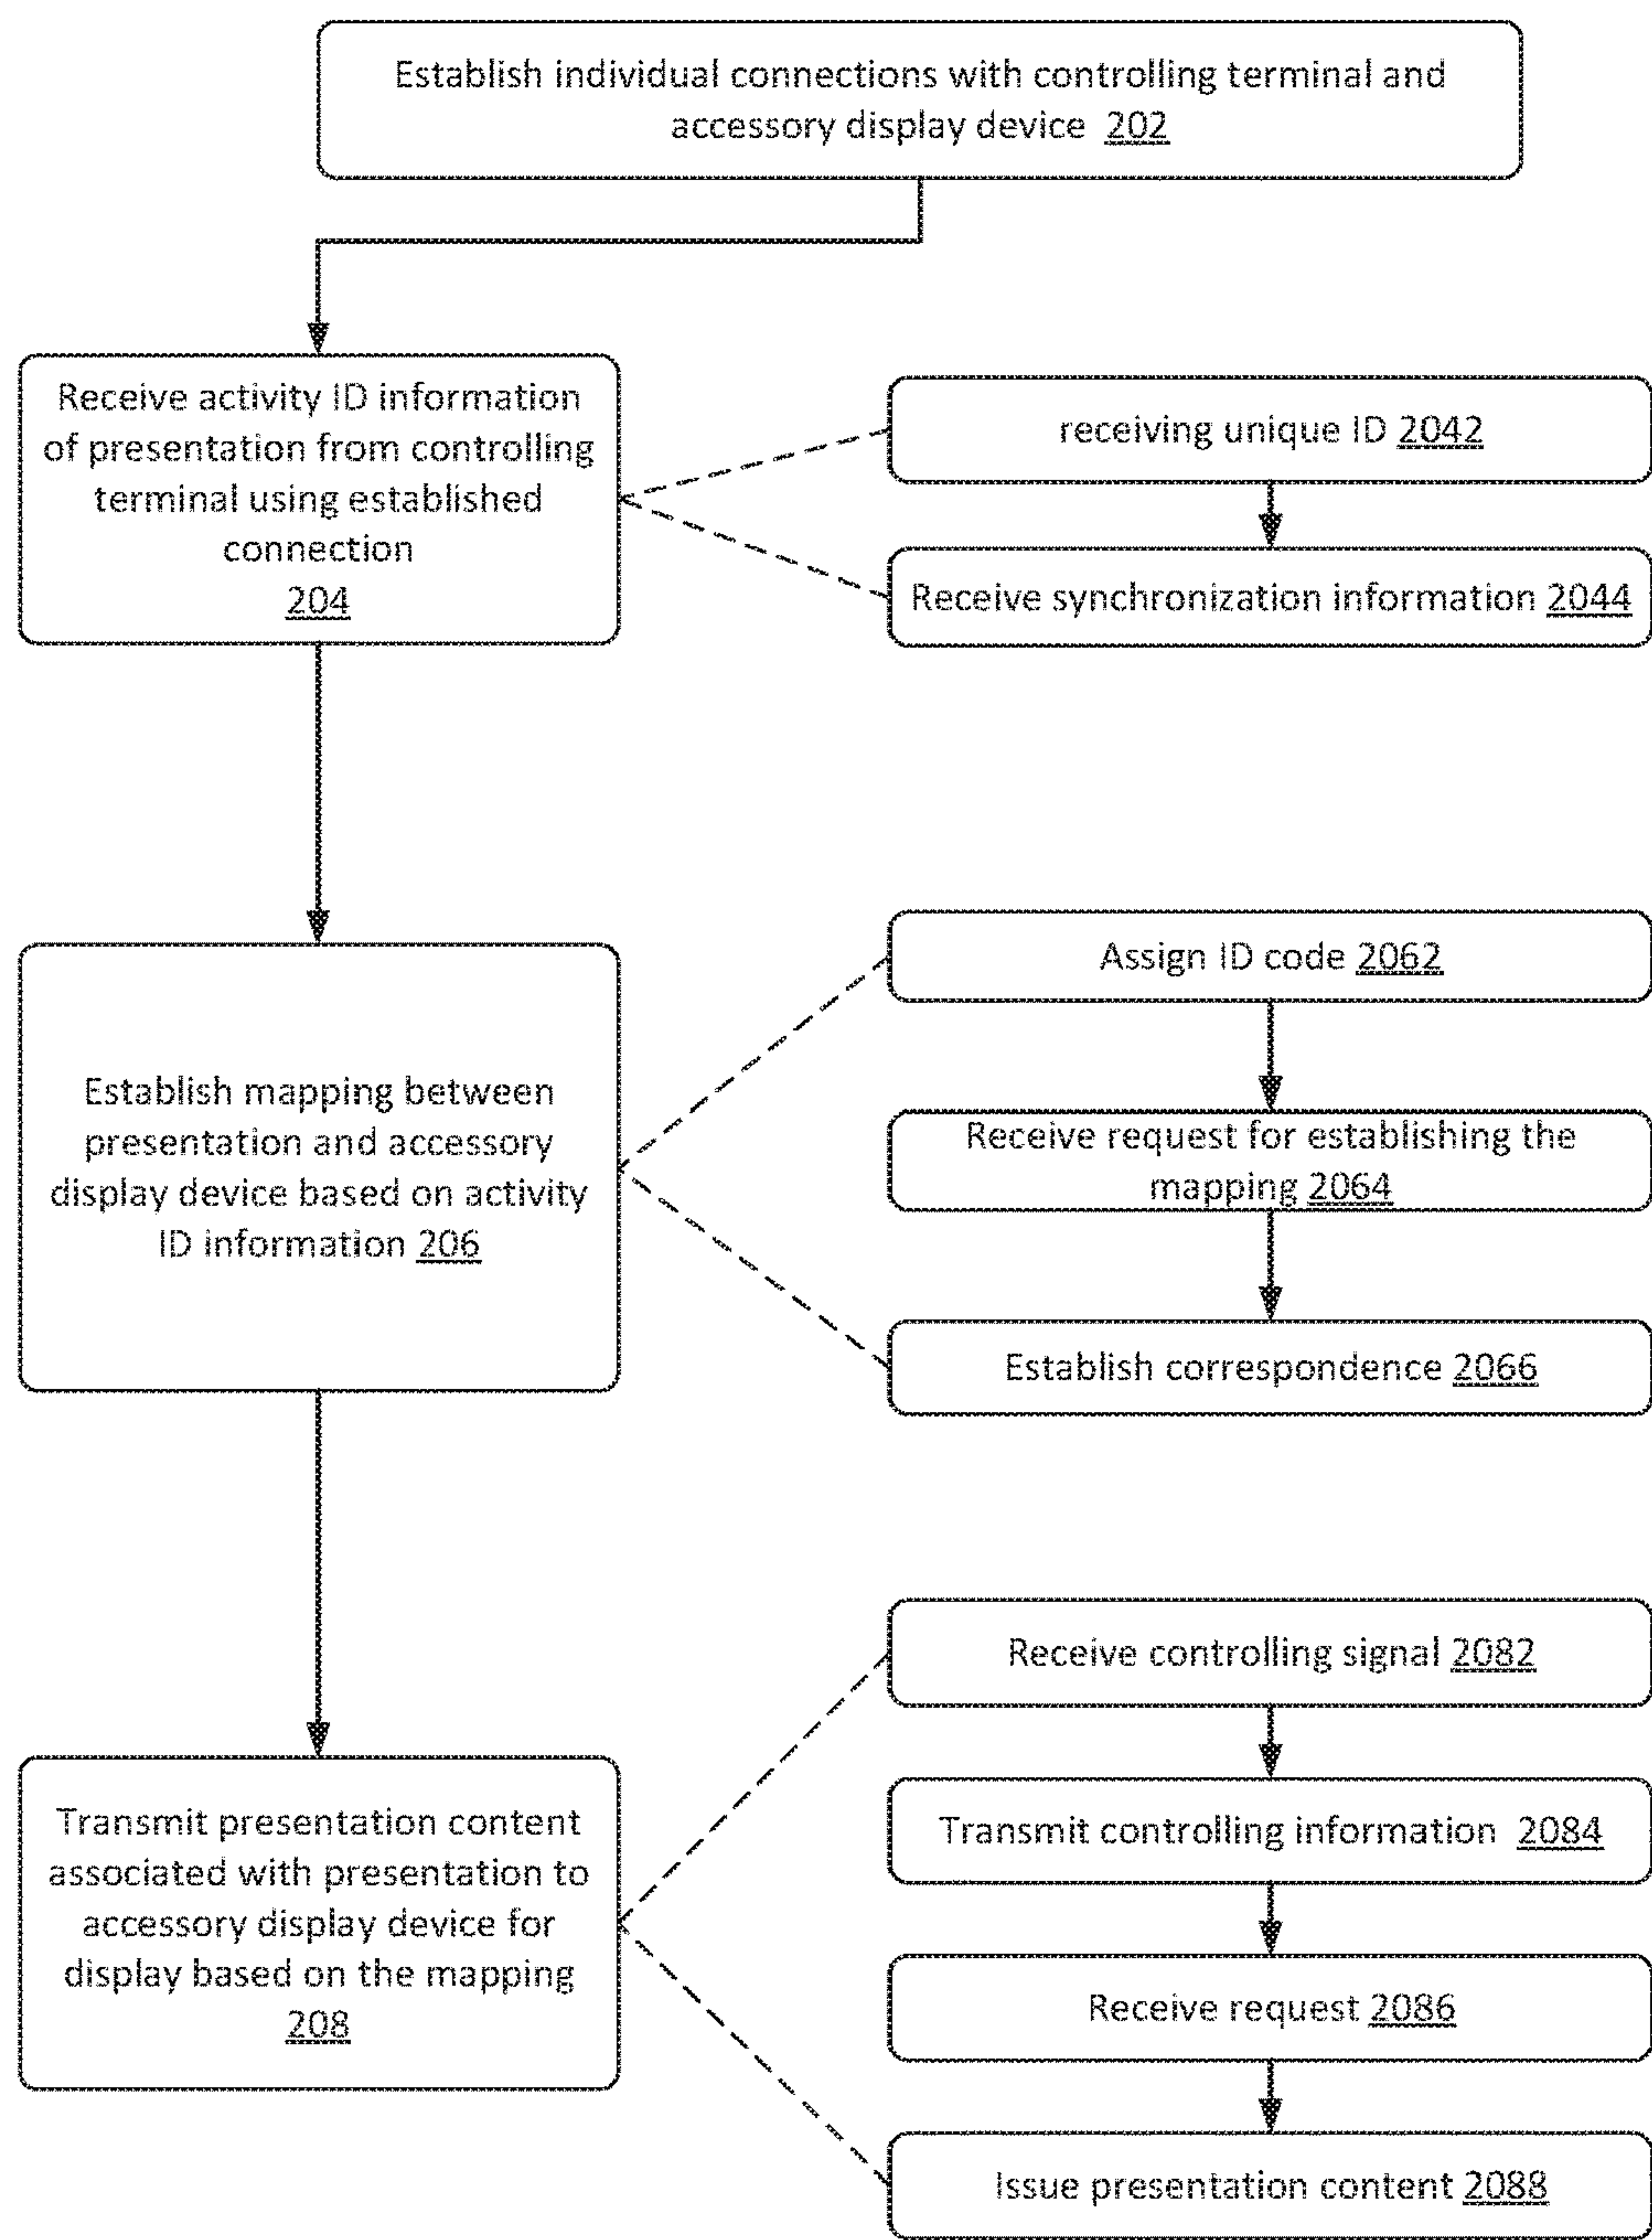 Establish individual connections with controlling terminal and
accessory display device 202
Receive activity ID information
of presentation from controlling
terminal using established
connection
204
receiving unique ID 2042
Receive synchronization information 2044
Establish mapping between
presentation and accessory
display device based on activity
ID information 206
Assign ID code 2062
Receive request for establishing the
mapping 2064
Establish correspondence 2066
Transmit presentation content
associated with presentation to
accessory display device for
display based on the mapping
208
Receive controlling signal 2082
Transmit controlling information 2084
Receive request 2086
Issue presentation content 2088